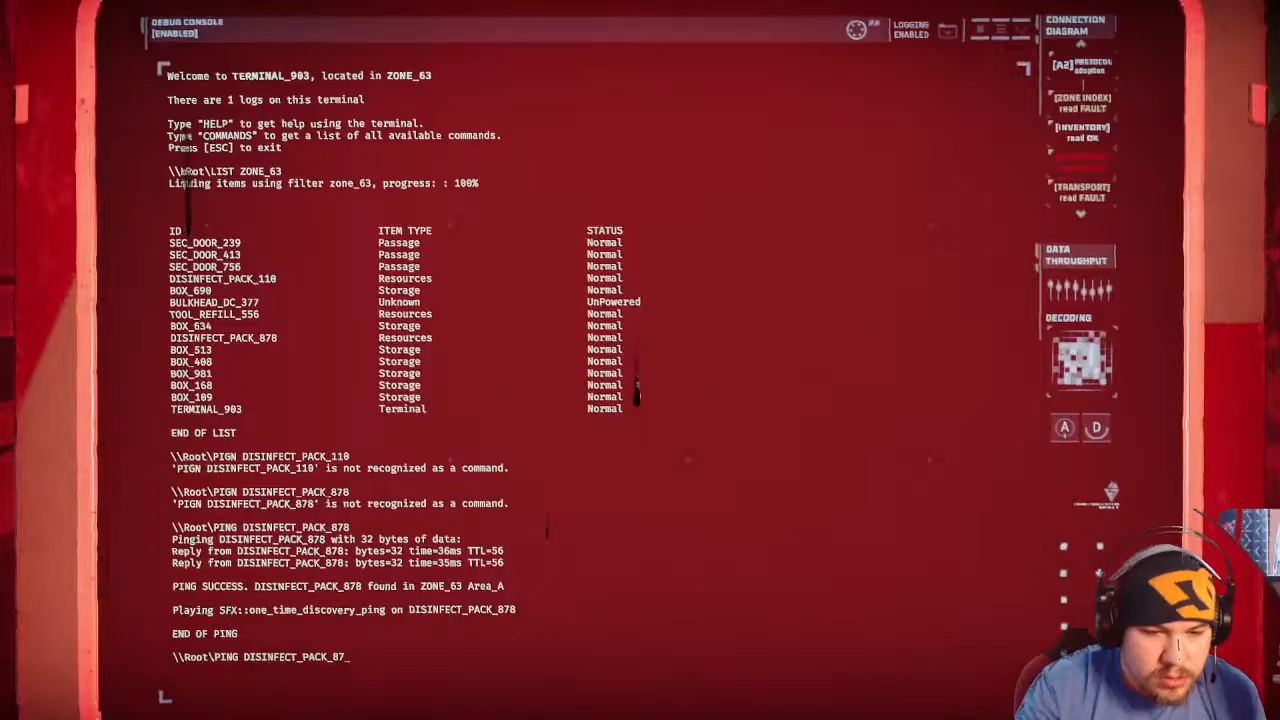 DEBUG CONSOLE
[ENABLED]
LOGGING
ENABLED
CONNECTION
DIAGRAM
[A2] PROTOCOL
adaption
[ZONE INDEX]
read FAULT
[INVENTORY]
read OK
[TRANSPORT]
read FAULT
DATA
THROUGHPUT
DECODING
A D
Welcome to TERMINAL_903, located in ZONE_63
There are 1 logs on this terminal
Type "HELP" to get help using the terminal.
Type "COMMANDS" to get a list of all available commands.
Press [ESC] to exit
\\Root\LIST ZONE_63
Listing items using filter zone_63, progress: : 100%
ID ITEM TYPE STATUS
SEC_DOOR_239 Passage Normal
SEC_DOOR_413 Passage Normal
SEC_DOOR_756 Passage Normal
DISINFECT_PACK_110 Resources Normal
BOX_690 Storage Normal
BULKHEAD_DC_377 Unknown UnPowered
TOOL_REFILL_556 Resources Normal
BOX_634 Storage Normal
DISINFECT_PACK_878 Resources Normal
BOX_513 Storage Normal
BOX_408 Storage Normal
BOX_981 Storage Normal
BOX_168 Storage Normal
BOX_109 Storage Normal
TERMINAL_903 Terminal Normal
END OF LIST
\\Root\PIGN DISINFECT_PACK_110
'PIGN DISINFECT_PACK_110' is not recognized as a command.
\\Root\PIGN DISINFECT_PACK_878
'PIGN DISINFECT_PACK_878' is not recognized as a command.
\\Root\PING DISINFECT_PACK_878
Pinging DISINFECT_PACK_878 with 32 bytes of data:
Reply from DISINFECT_PACK_878: bytes=32 time=36ms TTL=56
Reply from DISINFECT_PACK_878: bytes=32 time=35ms TTL=56
PING SUCCESS. DISINFECT_PACK_878 found in ZONE_63 Area_A
Playing SFX::one_time_discovery_ping on DISINFECT_PACK_878
END OF PING
\\Root\PING DISINFECT_PACK_87_